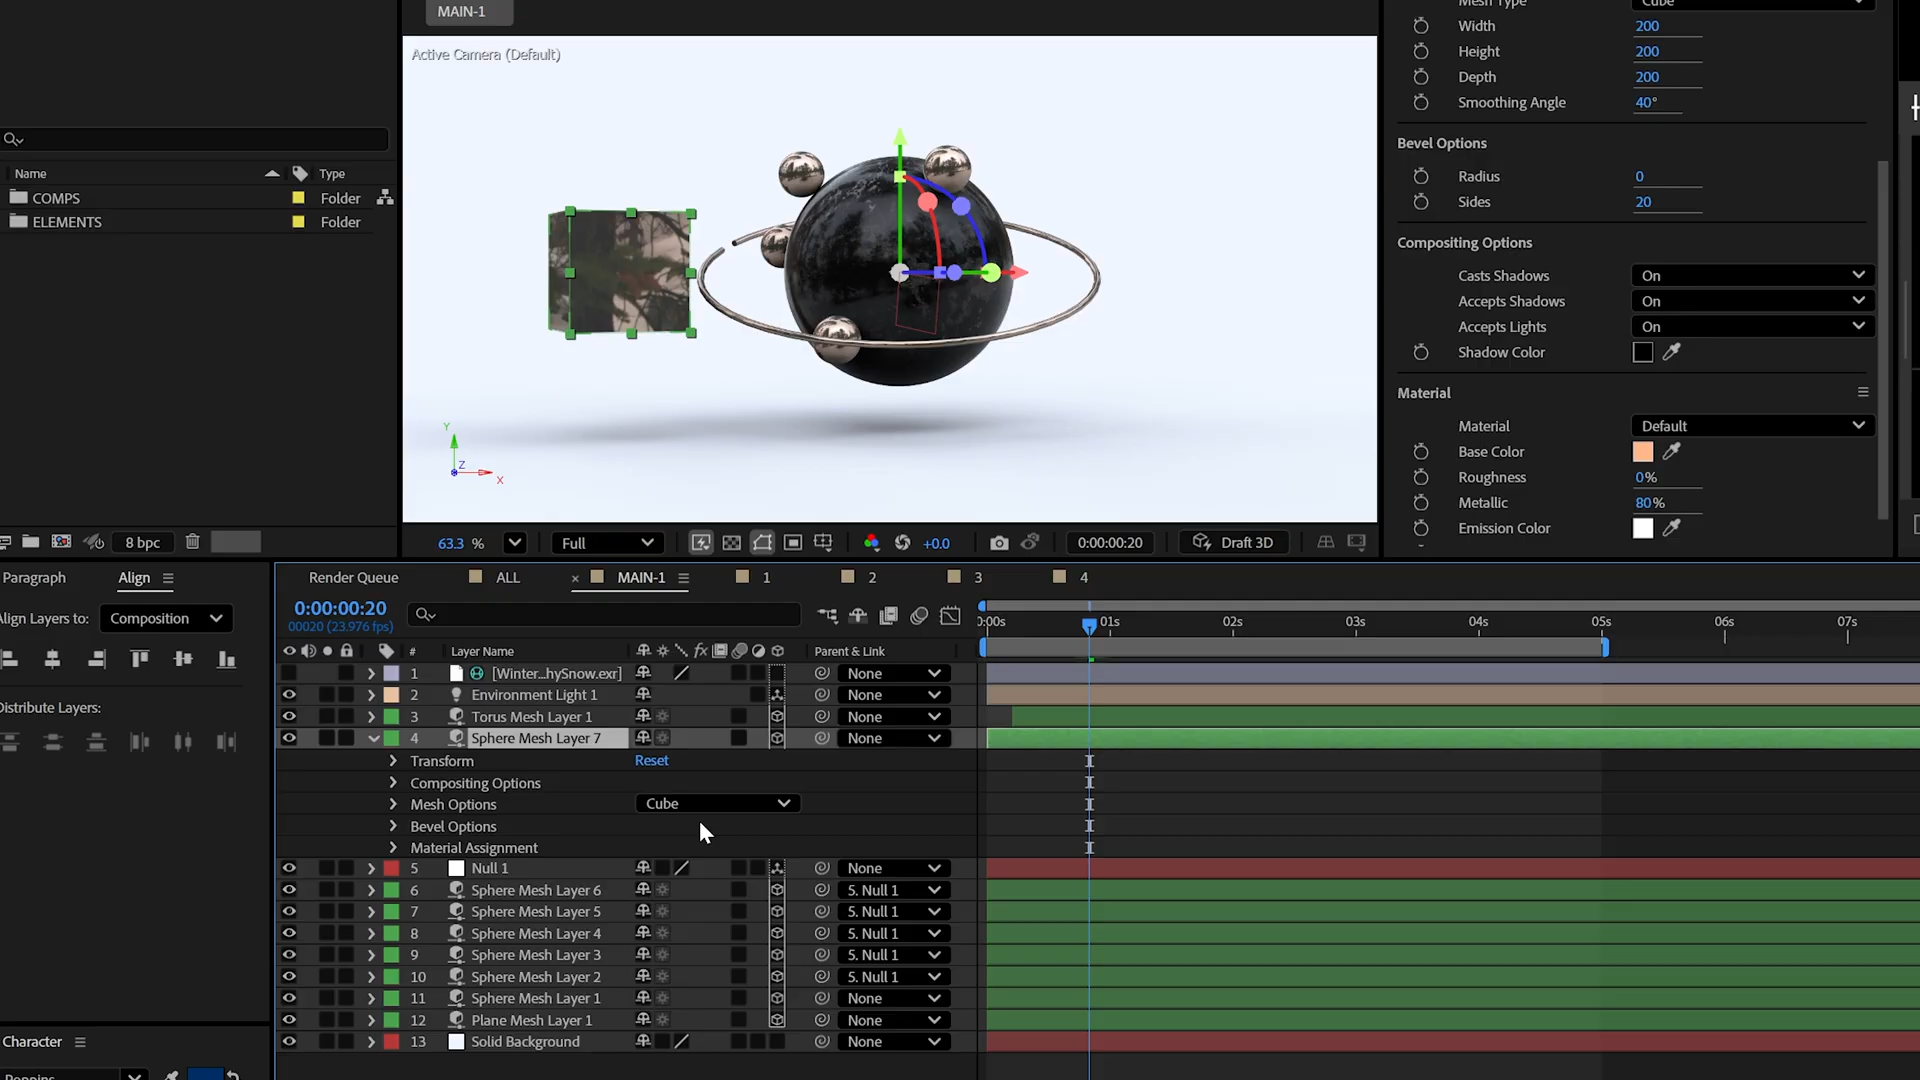 MAIN-1
Active Camera (Default)
Y
Z
X
63.3 %
Full
+0.0
0:00:00:20
Draft 3D
Name
Type
COMPS
Folder
ELEMENTS
Folder
8 bpc
Mesh Type
Cube
Width
200
Height
200
Depth
200
Smoothing Angle
40°
Bevel Options
Radius
0
Sides
20
Compositing Options
Casts Shadows
On
Accepts Shadows
On
Accepts Lights
On
Shadow Color
Material
Material
Default
Base Color
Roughness
0%
Metallic
80%
Emission Color
Paragraph
Align
Align Layers to:
Composition
Distribute Layers:
Character
Render Queue
ALL
MAIN-1
1
2
3
4
0:00:00:20
00020 (23.976 fps)
0:00s
01s
02s
03s
04s
05s
06s
07s
#
Layer Name
fx
Parent & Link
1 [Winter...hySnow.exr] None
2 Environment Light 1 None
3 Torus Mesh Layer 1 None
4 Sphere Mesh Layer 7 None
Transform Reset
Compositing Options
Mesh Options Cube
Bevel Options
Material Assignment
5 Null 1 None
6 Sphere Mesh Layer 6 5. Null 1
7 Sphere Mesh Layer 5 5. Null 1
8 Sphere Mesh Layer 4 5. Null 1
9 Sphere Mesh Layer 3 5. Null 1
10 Sphere Mesh Layer 2 5. Null 1
11 Sphere Mesh Layer 1 None
12 Plane Mesh Layer 1 None
13 Solid Background None